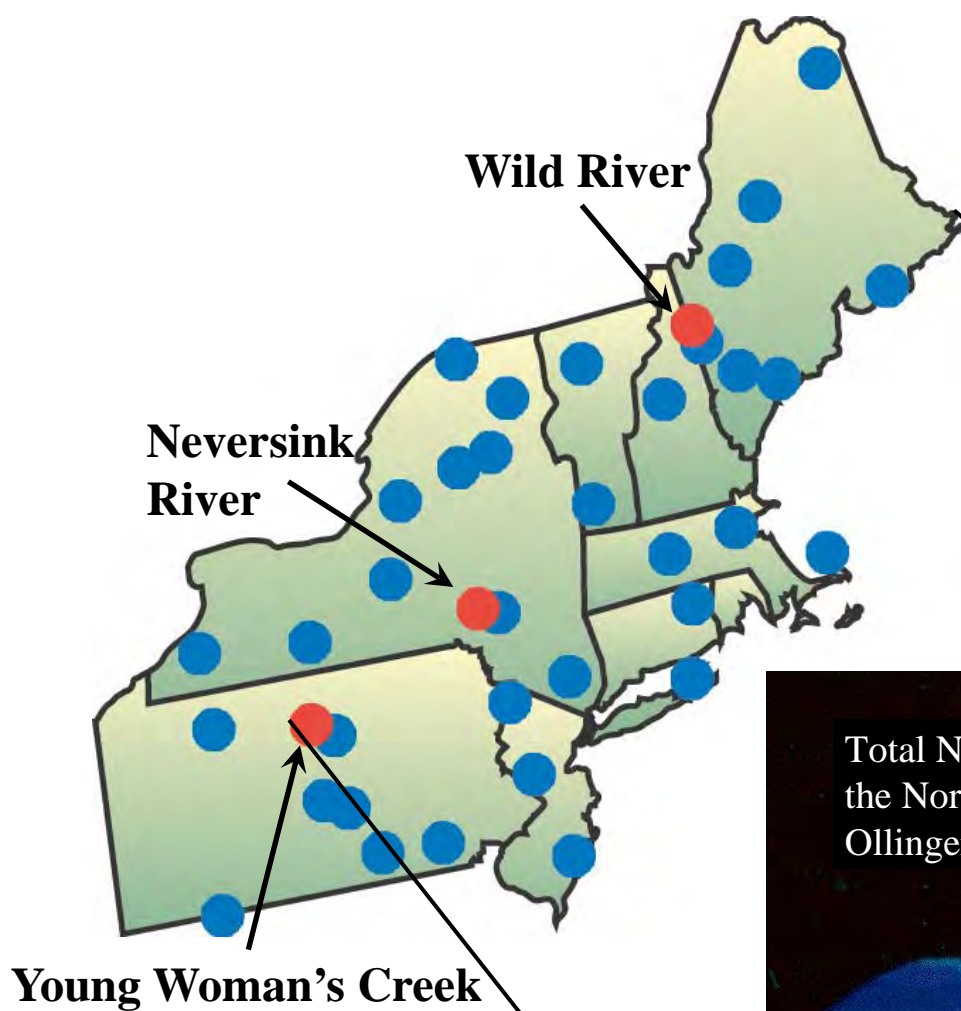 Wild River
Neversink
River
Total N
the Nor
Ollinge
Young Woman’s Creek